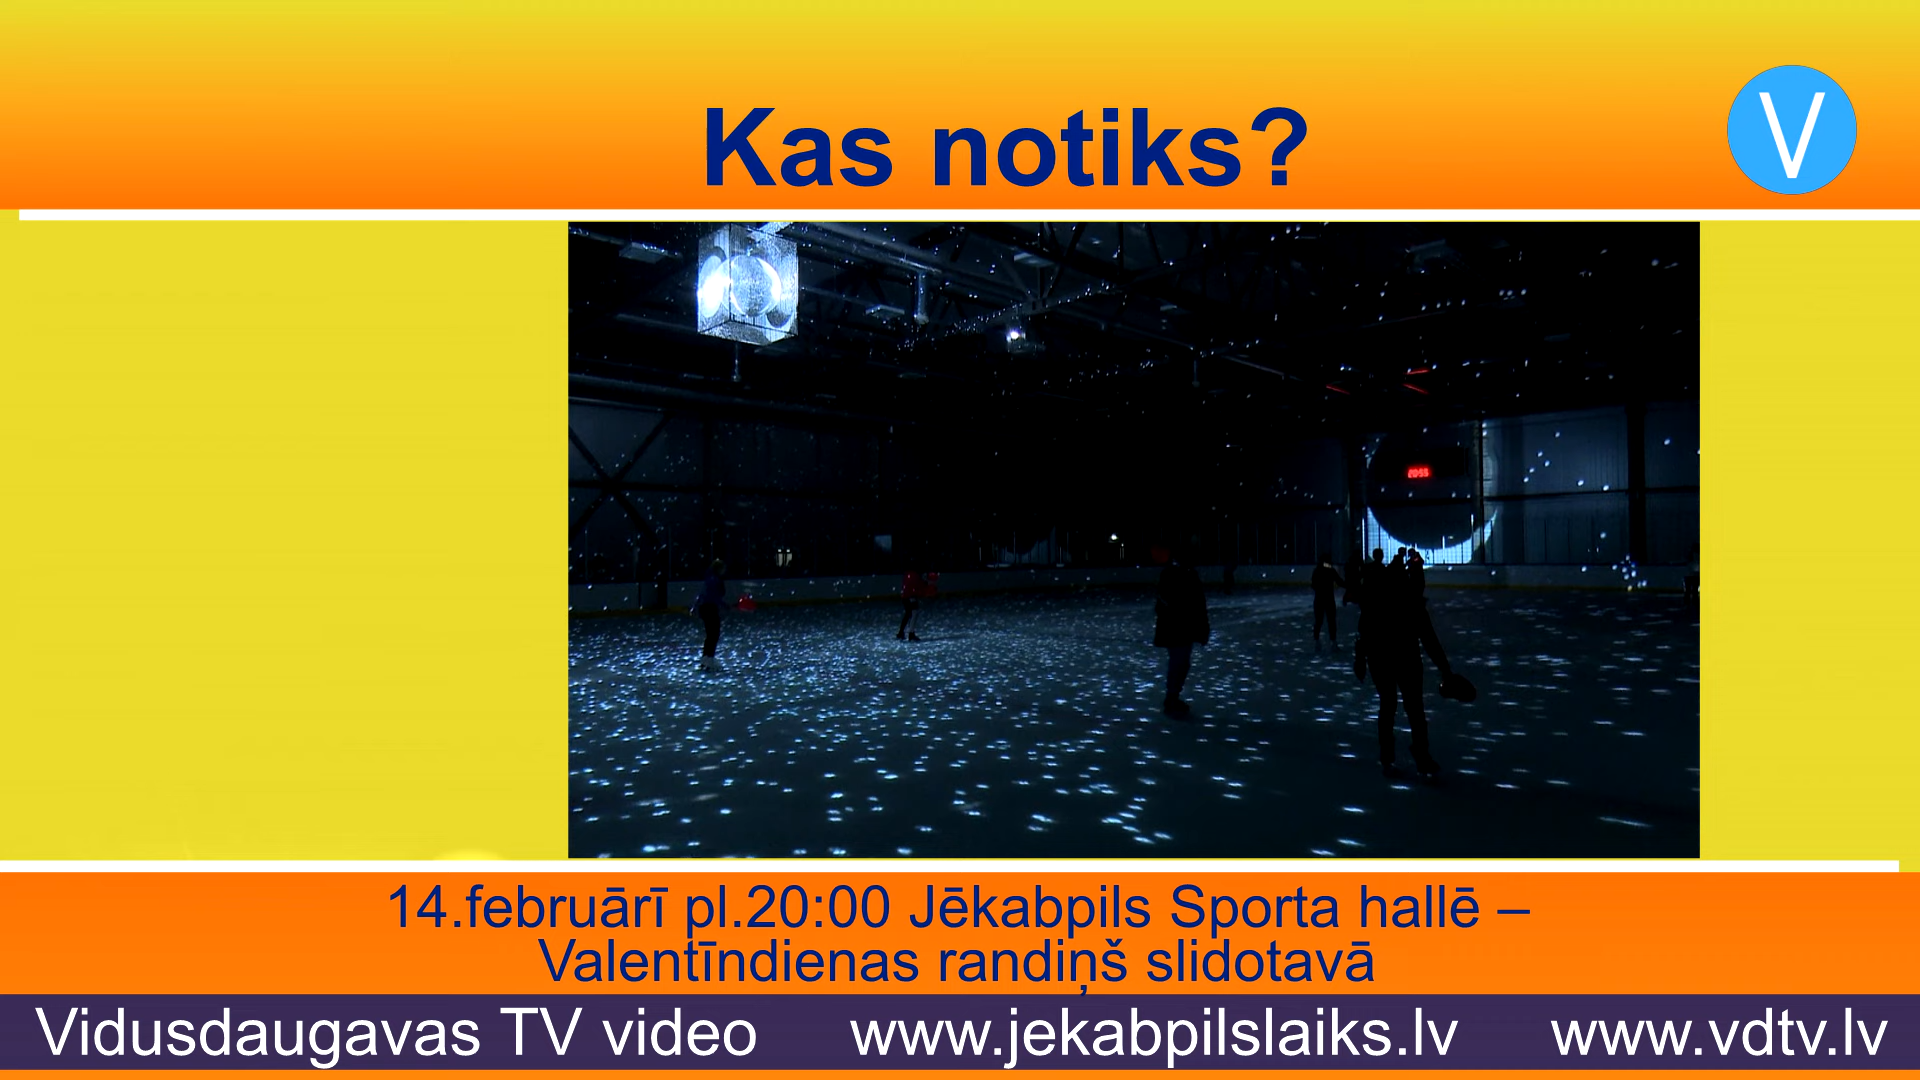 Kas notiks?
V
14.februārī pl.20:00 Jēkabpils Sporta hallē –
Valentīndienas randiņš slidotavā
Vidusdaugavas TV video www.jekabpilslaiks.lv www.vdtv.lv